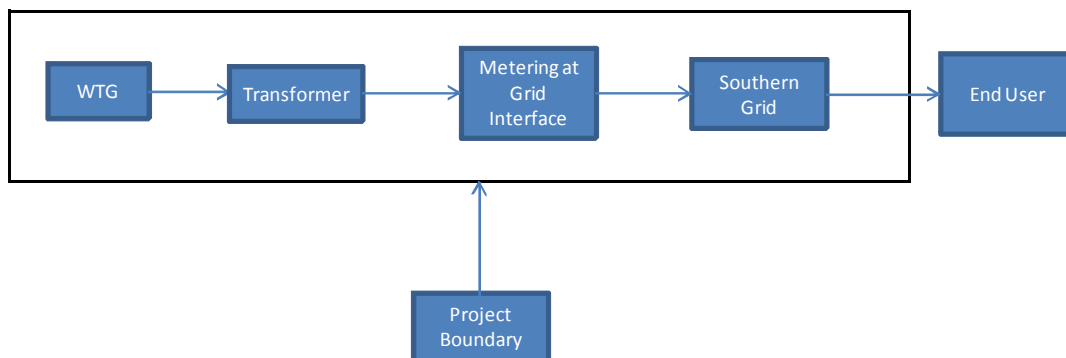 WTG
Transformer
Metering at
Grid
Interface
Southern
Grid
End User
Project
Boundary